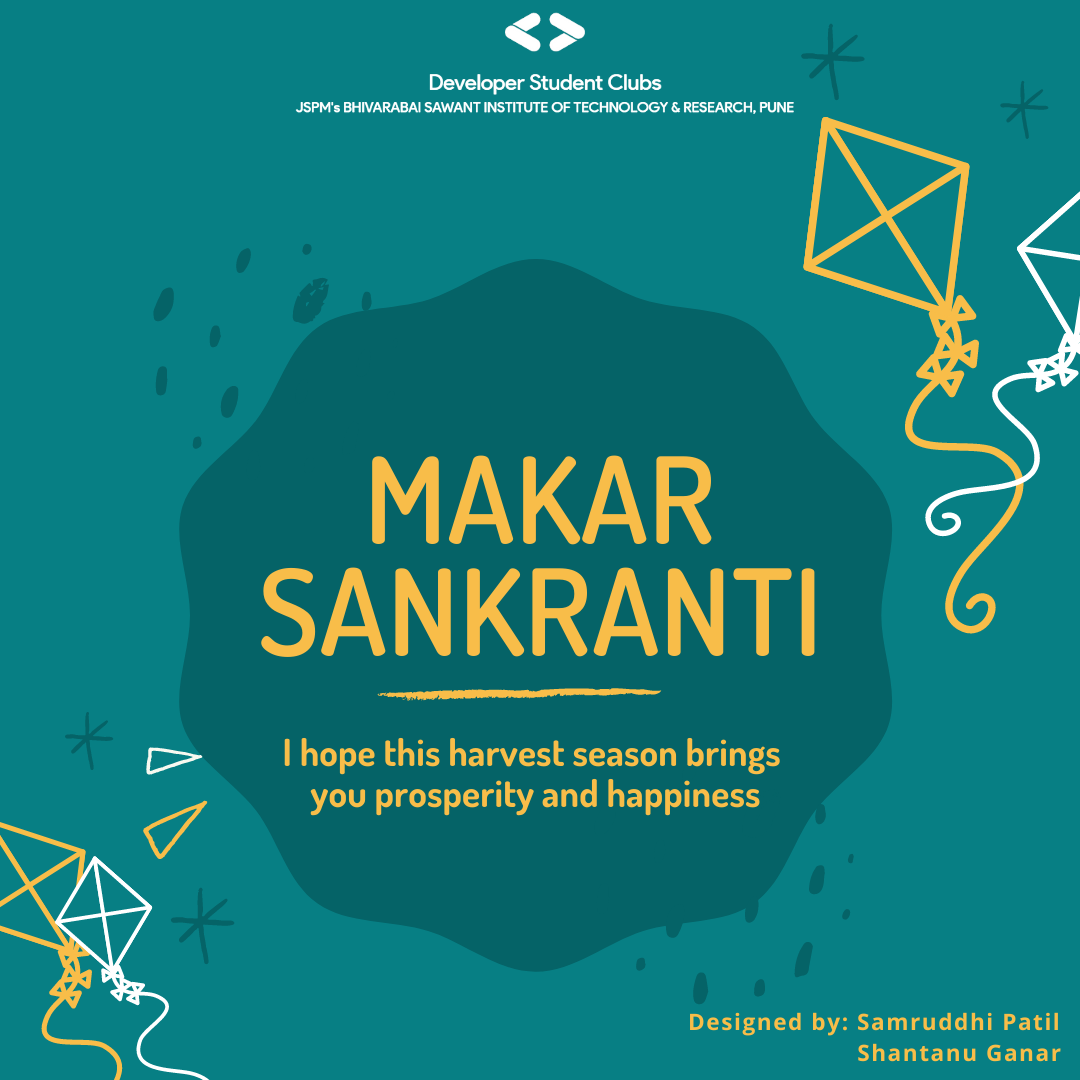 Developer Student Clubs
JSPM's BHIVARABAI SAWANT INSTITUTE OF TECHNOLOGY & RESEARCH, PUNE
MAKAR
SANKRANTI
I hope this harvest season brings
you prosperity and happiness
Designed by: Samruddhi Patil
Shantanu Ganar